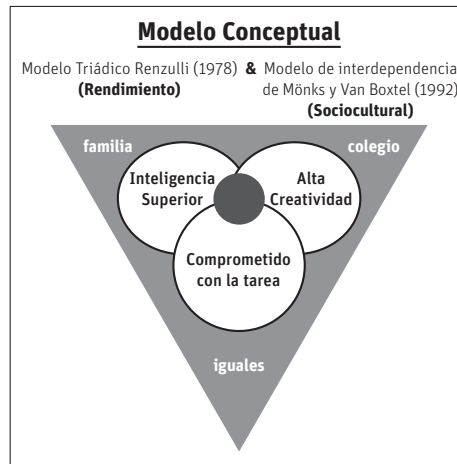 Modelo Conceptual
Modelo Triádico Renzulli (1978) & Modelo de interdependencia
(Rendimiento) de Mönks y Van Boxtel (1992)
(Sociocultural)
familia colegio
Inteligencia Alta
Superior Creatividad
Comprometido
con la tarea
iguales